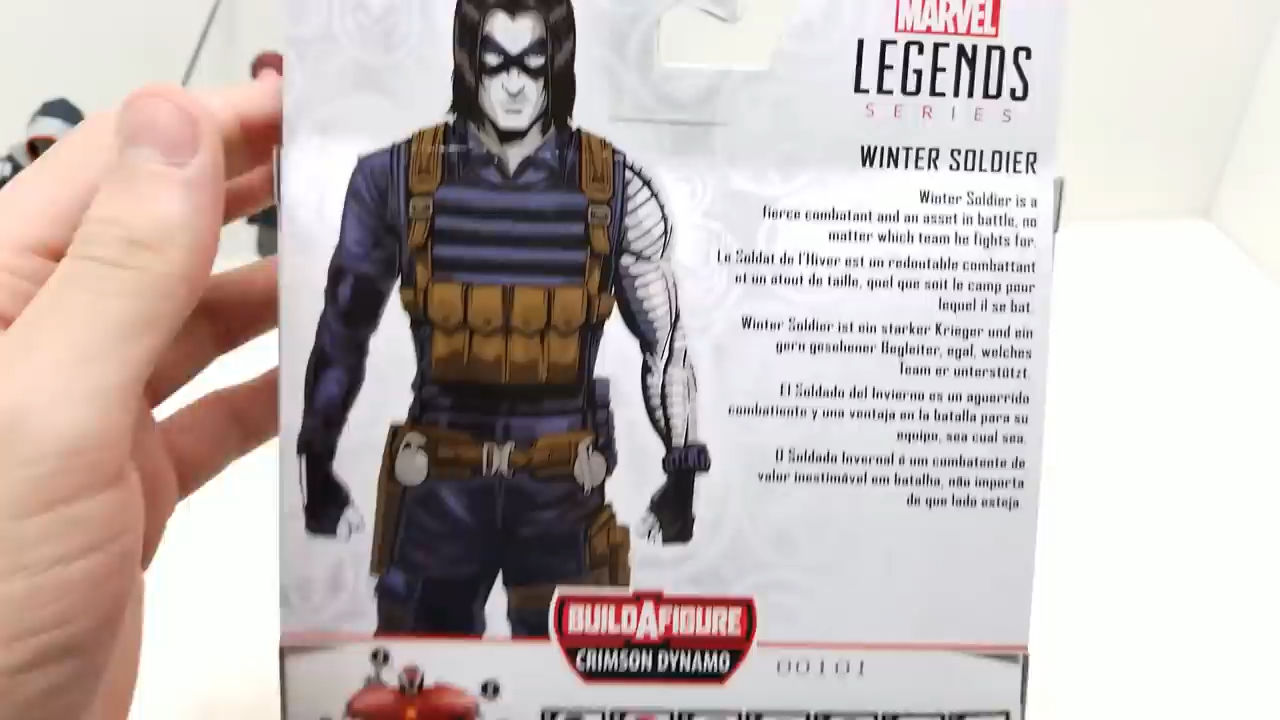 MARVEL
LEGENDS
SERIES
WINTER SOLDIER
Winter Soldier is a
fierce combatant and an asset in battle, no
matter which team he fights for.
Le Soldat de l'Hiver est un redoutable combattant
et un atout de taille, quel que soit le camp pour
lequel il se bat.
Winter Soldier ist ein starker Krieger und ein
gern gesehener Begleiter, egal, welches
Team er unterstützt.
El Soldado del Invierno es un aguerrido
combatiente y una ventaja en la batalla para su
equipo, sea cual sea.
O Soldado Invernal é um combatente de
valor inestimável em batalha, não importa
de que lado esteja.
BUILD A FIGURE
CRIMSON DYNAMO
00101